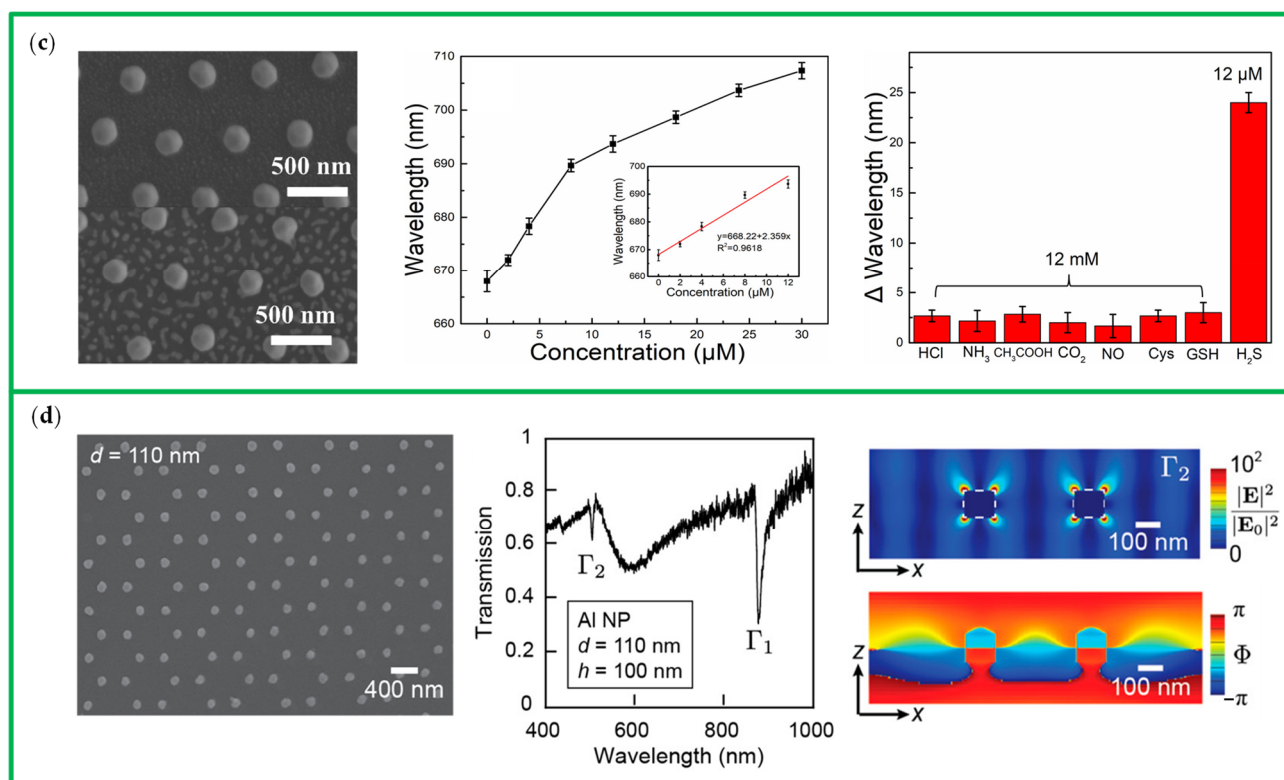 (c)
500 nm
500 nm
Wavelength (nm)
710
700
690
680
670
660
0 5 10 15 20 25 30
Concentration (µM)
Wavelength (nm)
700
690
680
670
660
y=668.22+2.359x
R²=0.9618
0 2 4 6 8 10 12
Concentration (µM)
Δ Wavelength (nm)
25
20
15
10
5
0
12 µM
12 mM
HCl NH₃ CH₃COOH CO₂ NO Cys GSH H₂S
(d)
d = 110 nm
400 nm
Transmission
1
0.8
0.6
0.4
0.2
0
Γ₂
Γ₁
Al NP
d = 110 nm
h = 100 nm
400 600 800 1000
Wavelength (nm)
Γ₂
100 nm
z
x
10²
|E|²
|E₀|²
0
100 nm
z
x
π
Φ
−π